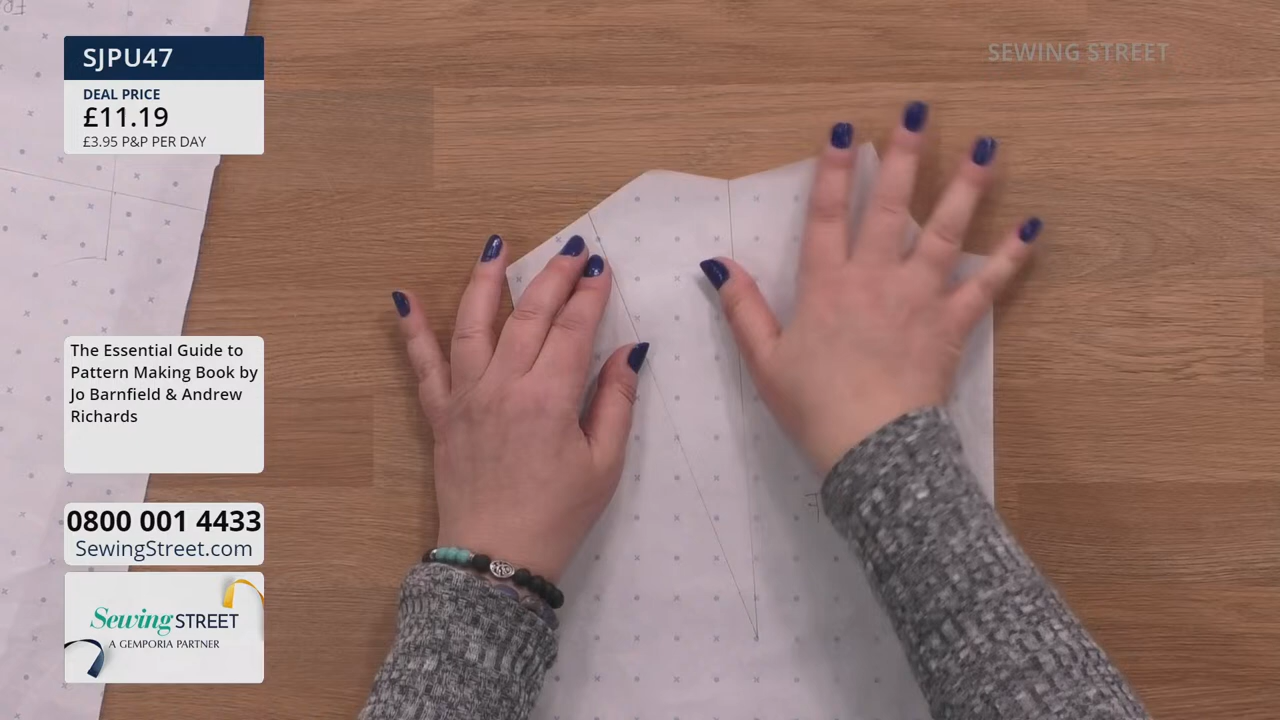 SJPU47
DEAL PRICE
£11.19
£3.95 P&P PER DAY
SEWING STREET
The Essential Guide to
Pattern Making Book by
Jo Barnfield & Andrew
Richards
0800 001 4433
SewingStreet.com
Sewing STREET
A GEMPORIA PARTNER